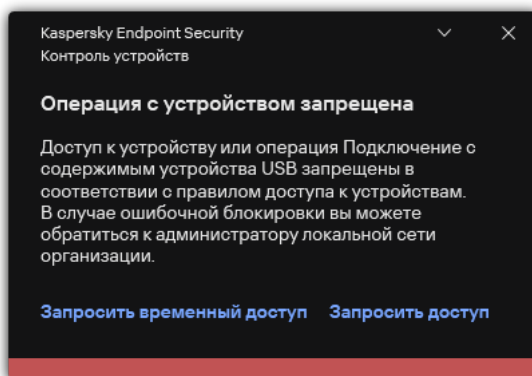 Kaspersky Endpoint Security
Контроль устройств
Операция с устройством запрещена
Доступ к устройству или операция Подключение с
содержимым устройства USB запрещены в
соответствии с правилом доступа к устройствам.
В случае ошибочной блокировки вы можете
обратиться к администратору локальной сети
организации.
Запросить временный доступ Запросить доступ